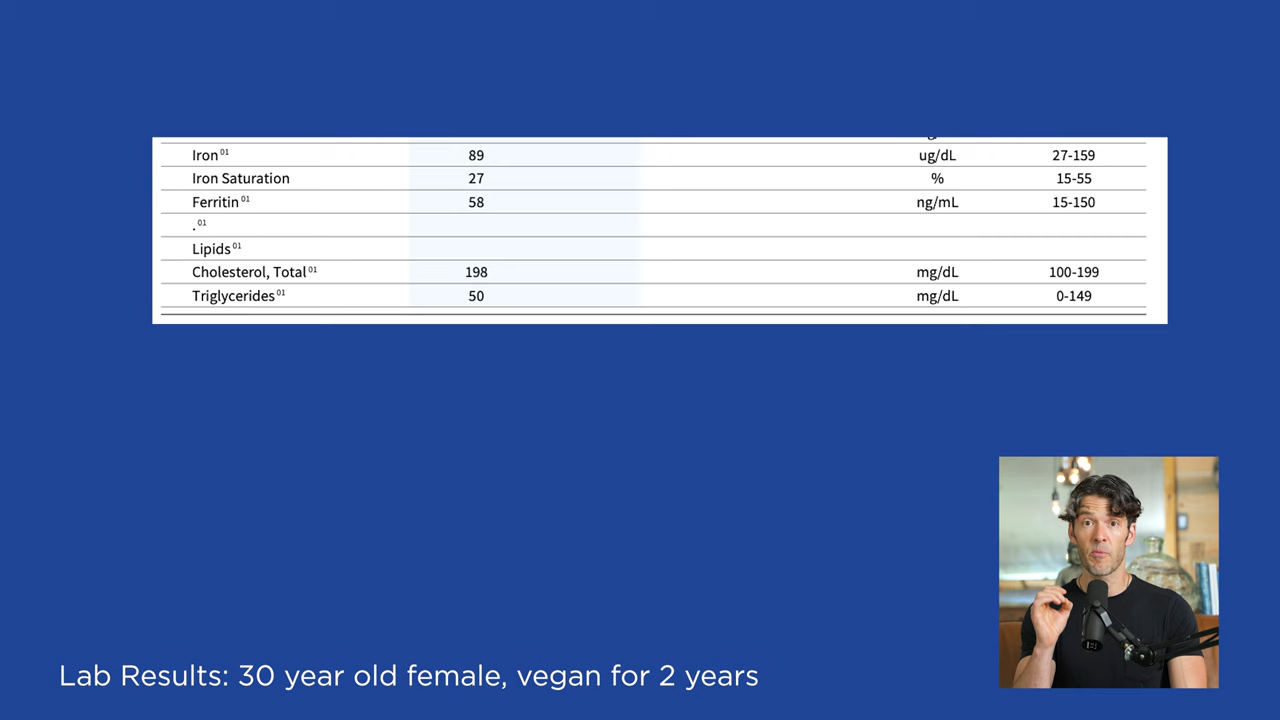 Iron 01 89 ug/dL 27-159
Iron Saturation 27 % 15-55
Ferritin 01 58 ng/mL 15-150
. 01
Lipids 01
Cholesterol, Total 01 198 mg/dL 100-199
Triglycerides 01 50 mg/dL 0-149
Lab Results: 30 year old female, vegan for 2 years